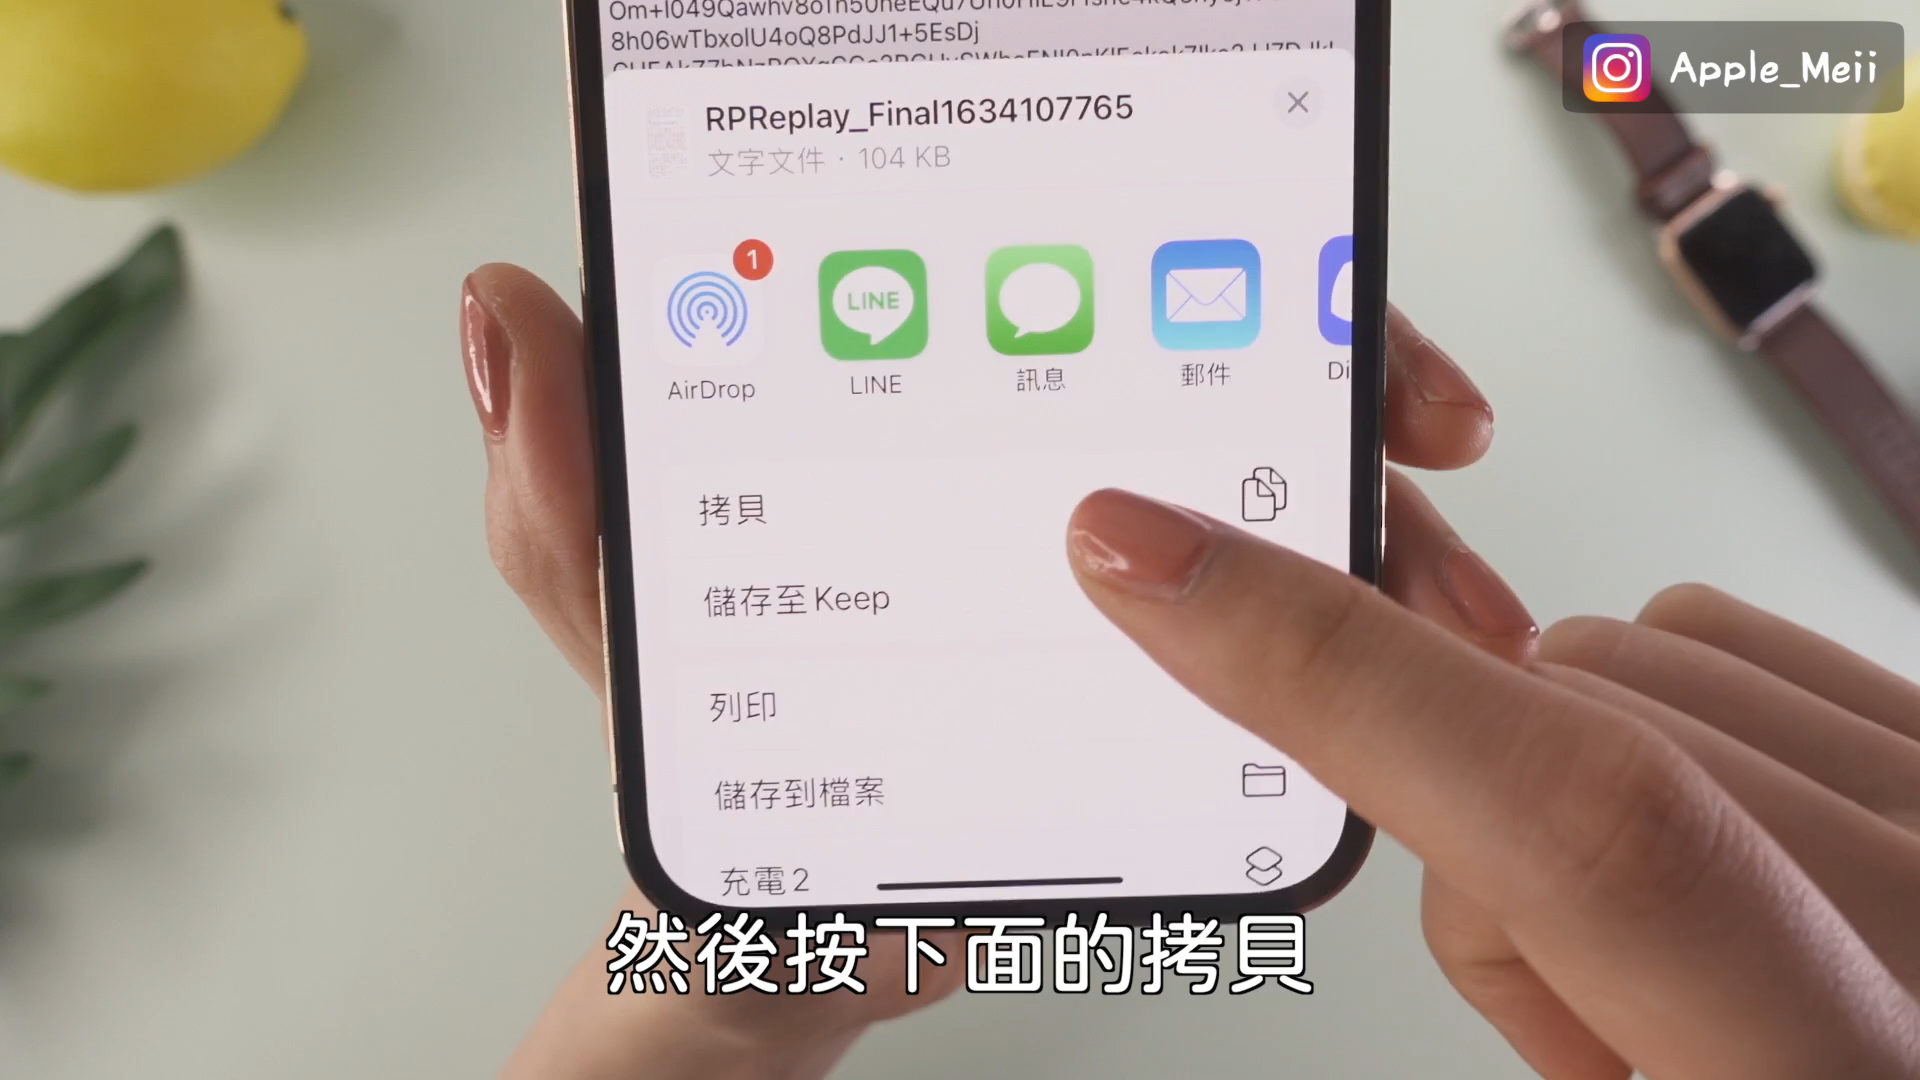 8h06wTbxolU4oQ8PdJJ1+5EsDj
Apple_Meii
RPReplay_Final1634107765
文字文件 · 104 KB
1
LINE
AirDrop
LINE
訊息
郵件
Di
拷貝
儲存至 Keep
列印
儲存到檔案
充電 2
然後按下面的拷貝